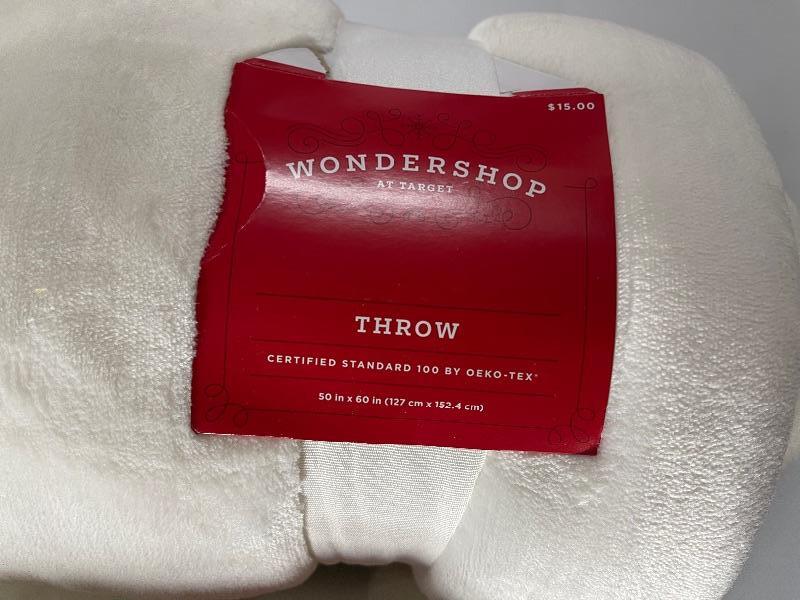 $15.00
WONDERSHOP
AT TARGET
THROW
CERTIFIED STANDARD 100 BY OEKO-TEX®
50 in x 60 in (127 cm x 152.4 cm)